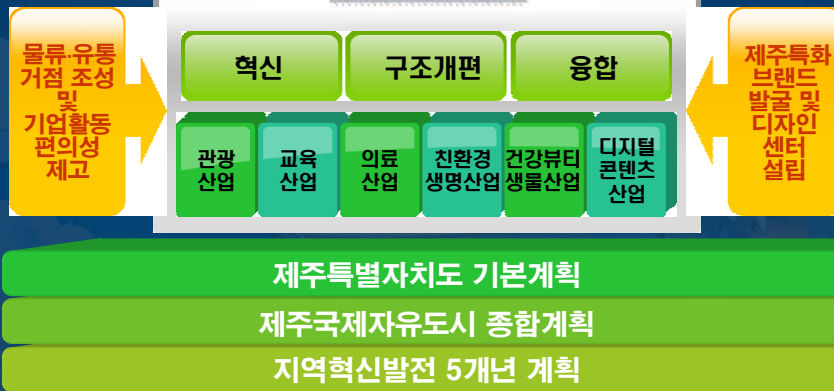 물류·유통
거점 조성
및
기업활동
편의성
제고
혁신
구조개편
융합
제주특화
브랜드
발굴 및
디자인
센터
설립
관광
산업
교육
산업
의료
산업
친환경
생명산업
건강뷰티
생물산업
디지털
콘텐츠
산업
제주특별자치도 기본계획
제주국제자유도시 종합계획
지역혁신발전 5개년 계획